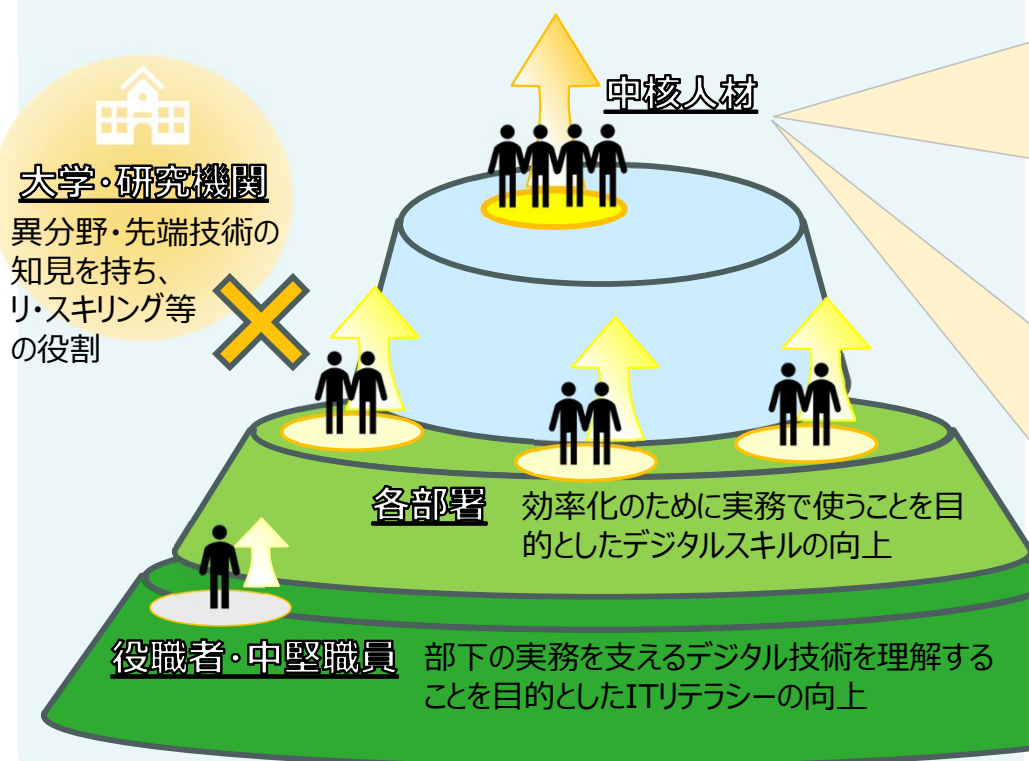 中核人材
大学・研究機関
異分野・先端技術の
知見を持ち、
リ・スキリング等
の役割
各部署
効率化のために実務で使うことを目
的としたデジタルスキルの向上
役職者・中堅職員
部下の実務を支えるデジタル技術を理解する
ことを目的としたITリテラシーの向上